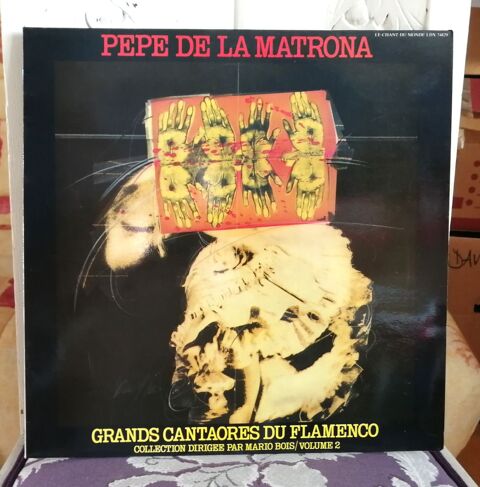 LE CHANT DU MONDE LDX 74829
PEPE DE LA MATRONA
GRANDS CANTAORES DU FLAMENCO
COLLECTION DIRIGEE PAR MARIO BOIS/VOLUME 2
DAV